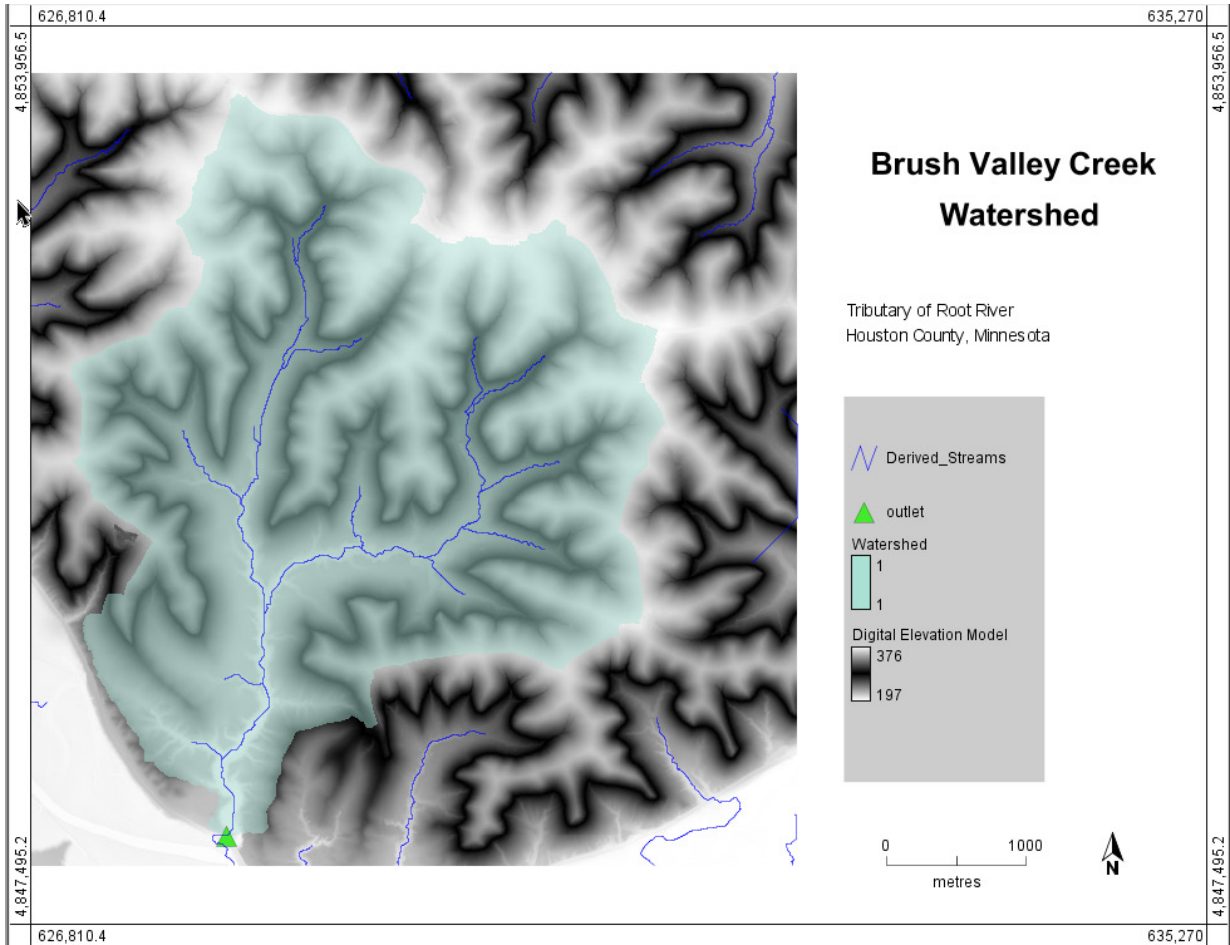 626,810.4
635,270
4,853,956.5
4,853,956.5
Brush Valley Creek
Watershed
Tributary of Root River
Houston County, Minnesota
Derived_Streams
outlet
Watershed
1
1
Digital Elevation Model
376
197
0 1000
metres
N
4,847,495.2
4,847,495.2
626,810.4
635,270